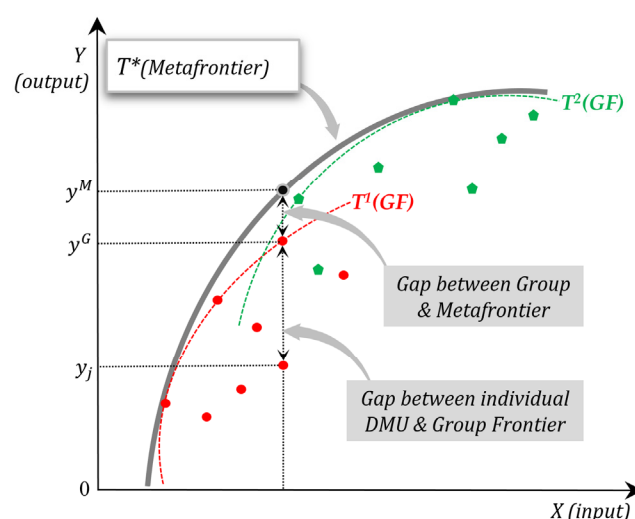 Y
(output)
T*(Metafrontier)
T²(GF)
y^M
T¹(GF)
y^G
Gap between Group
& Metafrontier
y_j
Gap between individual
DMU & Group Frontier
0
X (input)